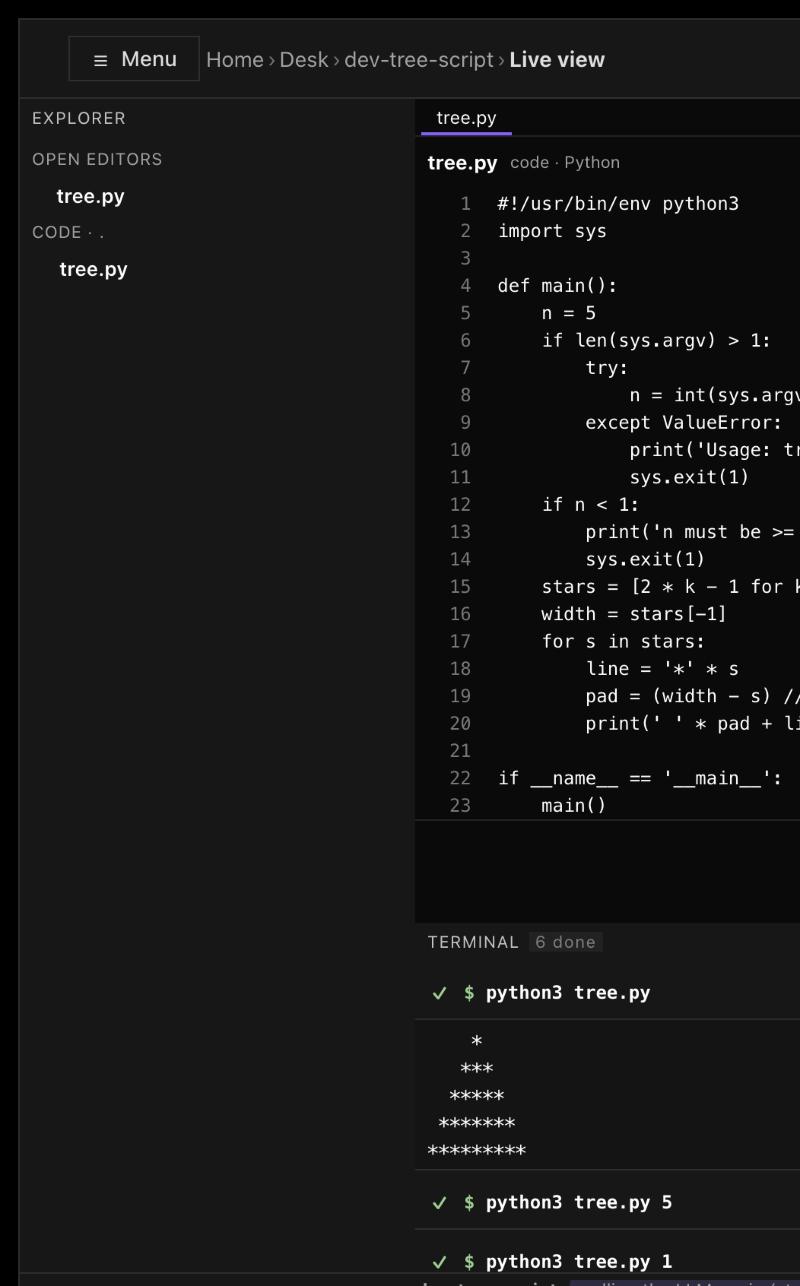 ≡ Menu Home › Desk › dev-tree-script › Live view
EXPLORER
OPEN EDITORS
tree.py
CODE · .
tree.py
tree.py
tree.py code · Python
1 #!/usr/bin/env python3
2 import sys
3
4 def main():
5     n = 5
6     if len(sys.argv) > 1:
7         try:
8             n = int(sys.argv
9         except ValueError:
10             print('Usage: tr
11             sys.exit(1)
12     if n < 1:
13         print('n must be >=
14         sys.exit(1)
15     stars = [2 * k - 1 for k
16     width = stars[-1]
17     for s in stars:
18         line = '*' * s
19         pad = (width - s) //
20         print(' ' * pad + li
21
22 if __name__ == '__main__':
23     main()
TERMINAL 6 done
✓ $ python3 tree.py
    *
   ***
  *****
 *******
*********
✓ $ python3 tree.py 5
✓ $ python3 tree.py 1